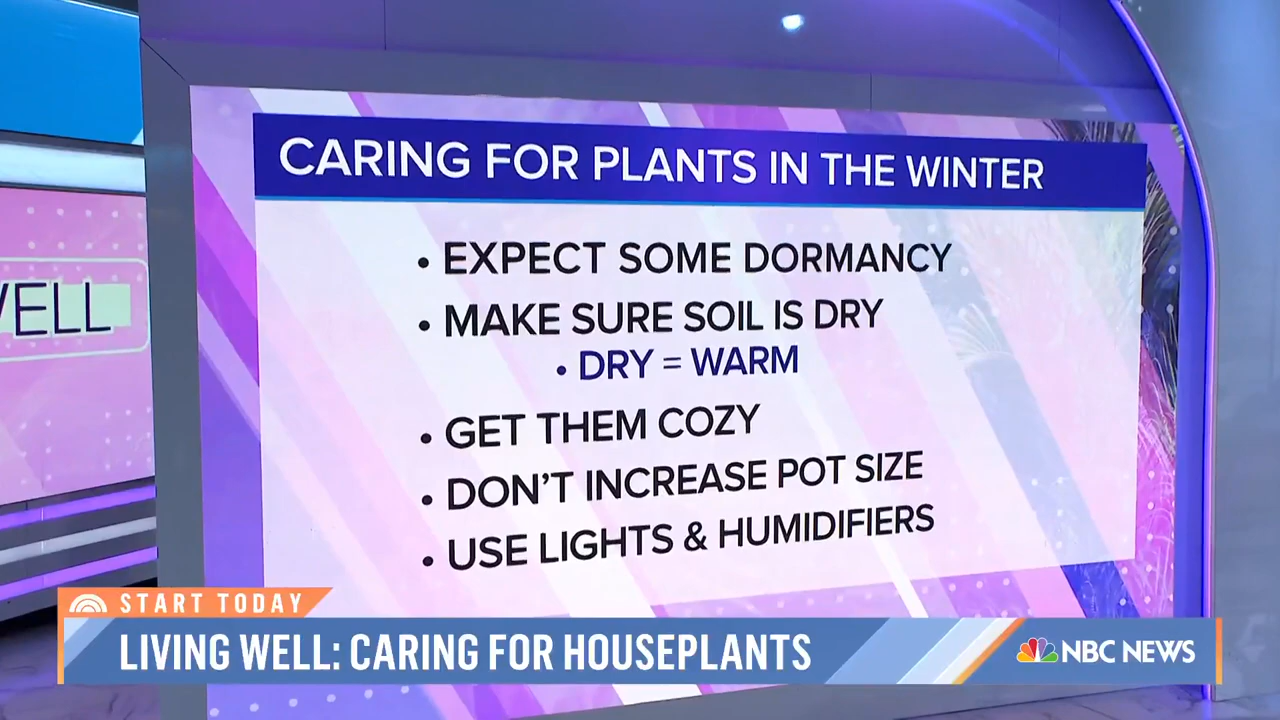 CARING FOR PLANTS IN THE WINTER
• EXPECT SOME DORMANCY
• MAKE SURE SOIL IS DRY
• DRY = WARM
• GET THEM COZY
• DON'T INCREASE POT SIZE
• USE LIGHTS & HUMIDIFIERS
WELL
START TODAY
LIVING WELL: CARING FOR HOUSEPLANTS
NBC NEWS